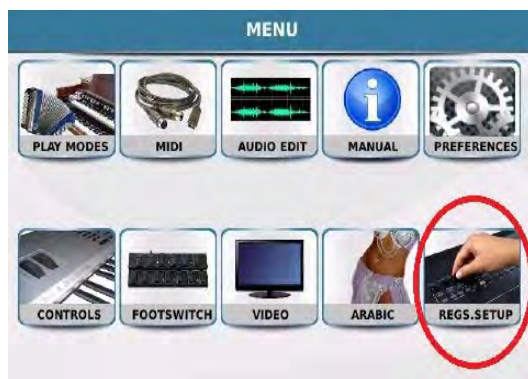 MENU
PLAY MODES
MIDI
AUDIO EDIT
MANUAL
PREFERENCES
CONTROLS
FOOTSWITCH
VIDEO
ARABIC
REGS.SETUP